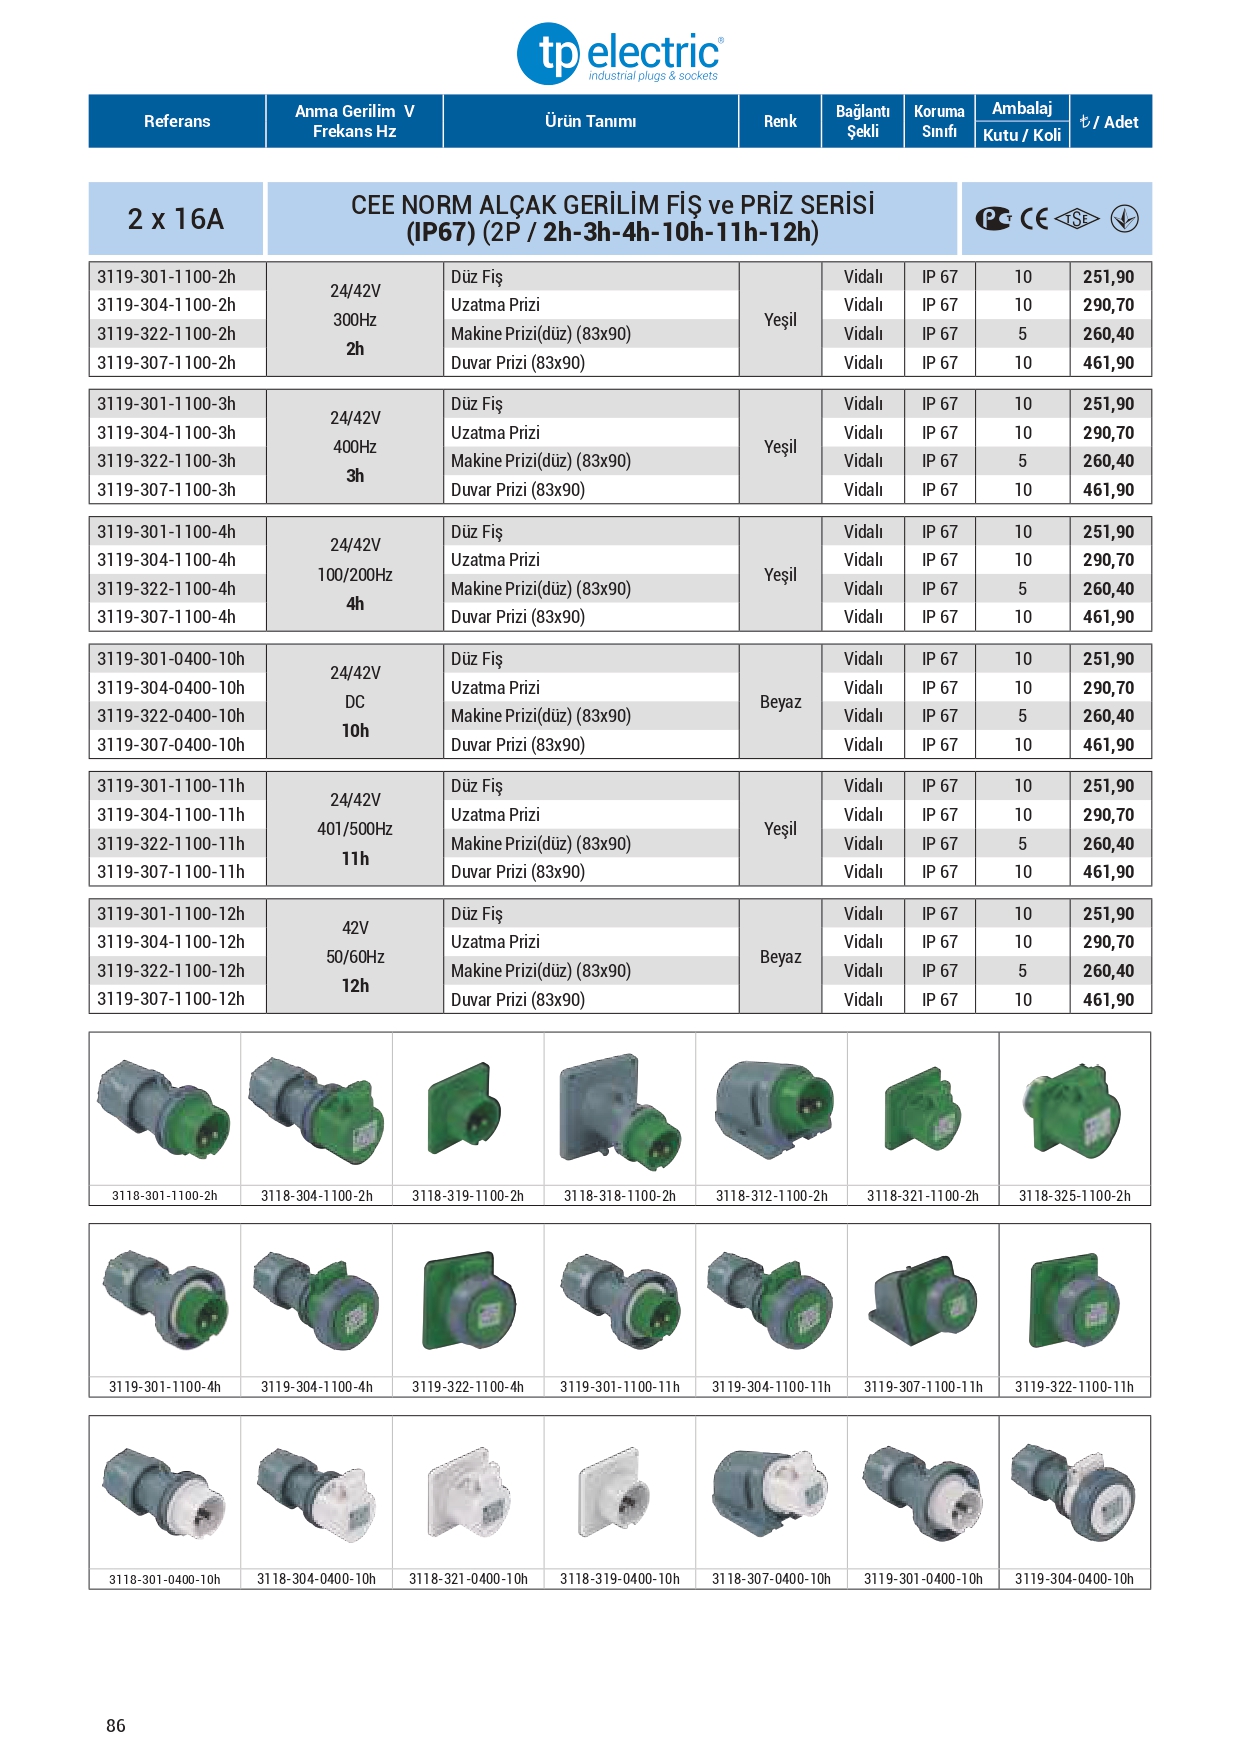 tp electric®
industrial plugs & sockets
Referans | Anma Gerilim V Frekans Hz | Ürün Tanımı | Renk | Bağlantı Şekli | Koruma Sınıfı | Ambalaj Kutu / Koli | ₺ / Adet
2 x 16A
CEE NORM ALÇAK GERİLİM FİŞ ve PRİZ SERİSİ
(IP67) (2P / 2h-3h-4h-10h-11h-12h)
24/42V 300Hz 2h | Yeşil
3119-301-1100-2h Düz Fiş Vidalı IP 67 10 251,90
3119-304-1100-2h Uzatma Prizi Vidalı IP 67 10 290,70
3119-322-1100-2h Makine Prizi(düz) (83x90) Vidalı IP 67 5 260,40
3119-307-1100-2h Duvar Prizi (83x90) Vidalı IP 67 10 461,90
24/42V 400Hz 3h | Yeşil
3119-301-1100-3h Düz Fiş Vidalı IP 67 10 251,90
3119-304-1100-3h Uzatma Prizi Vidalı IP 67 10 290,70
3119-322-1100-3h Makine Prizi(düz) (83x90) Vidalı IP 67 5 260,40
3119-307-1100-3h Duvar Prizi (83x90) Vidalı IP 67 10 461,90
24/42V 100/200Hz 4h | Yeşil
3119-301-1100-4h Düz Fiş Vidalı IP 67 10 251,90
3119-304-1100-4h Uzatma Prizi Vidalı IP 67 10 290,70
3119-322-1100-4h Makine Prizi(düz) (83x90) Vidalı IP 67 5 260,40
3119-307-1100-4h Duvar Prizi (83x90) Vidalı IP 67 10 461,90
24/42V DC 10h | Beyaz
3119-301-0400-10h Düz Fiş Vidalı IP 67 10 251,90
3119-304-0400-10h Uzatma Prizi Vidalı IP 67 10 290,70
3119-322-0400-10h Makine Prizi(düz) (83x90) Vidalı IP 67 5 260,40
3119-307-0400-10h Duvar Prizi (83x90) Vidalı IP 67 10 461,90
24/42V 401/500Hz 11h | Yeşil
3119-301-1100-11h Düz Fiş Vidalı IP 67 10 251,90
3119-304-1100-11h Uzatma Prizi Vidalı IP 67 10 290,70
3119-322-1100-11h Makine Prizi(düz) (83x90) Vidalı IP 67 5 260,40
3119-307-1100-11h Duvar Prizi (83x90) Vidalı IP 67 10 461,90
42V 50/60Hz 12h | Beyaz
3119-301-1100-12h Düz Fiş Vidalı IP 67 10 251,90
3119-304-1100-12h Uzatma Prizi Vidalı IP 67 10 290,70
3119-322-1100-12h Makine Prizi(düz) (83x90) Vidalı IP 67 5 260,40
3119-307-1100-12h Duvar Prizi (83x90) Vidalı IP 67 10 461,90
3118-301-1100-2h 3118-304-1100-2h 3118-319-1100-2h 3118-318-1100-2h 3118-312-1100-2h 3118-321-1100-2h 3118-325-1100-2h
3119-301-1100-4h 3119-304-1100-4h 3119-322-1100-4h 3119-301-1100-11h 3119-304-1100-11h 3119-307-1100-11h 3119-322-1100-11h
3118-301-0400-10h 3118-304-0400-10h 3118-321-0400-10h 3118-319-0400-10h 3118-307-0400-10h 3119-301-0400-10h 3119-304-0400-10h
86